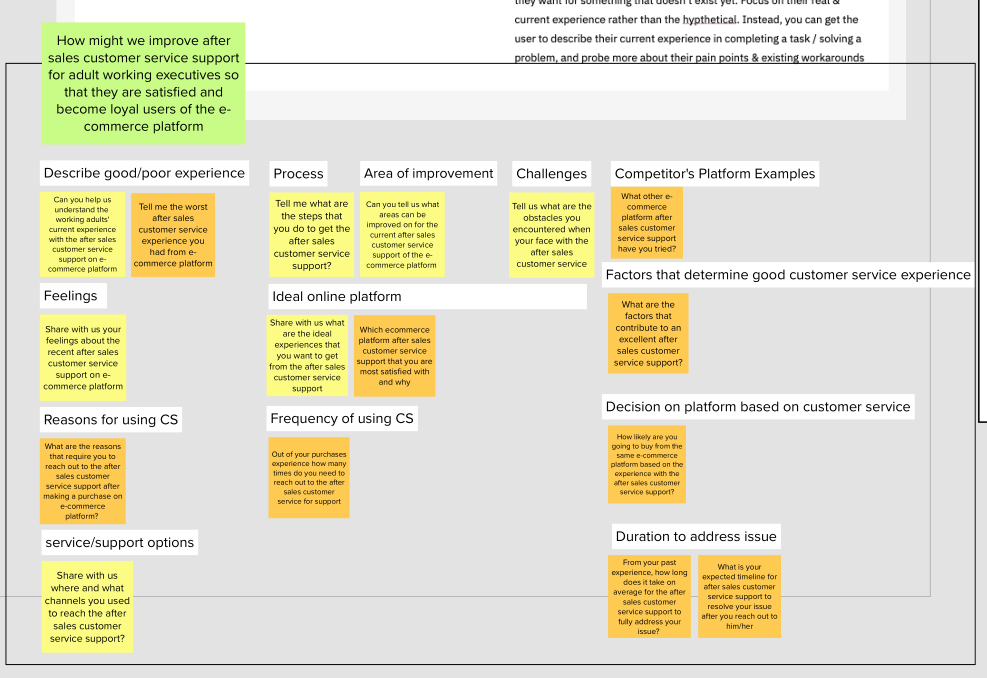 they want for something that doesn't exist yet. Focus on their real &
current experience rather than the hypthetical. Instead, you can get the
user to describe their current experience in completing a task / solving a
problem, and probe more about their pain points & existing workarounds
How might we improve after
sales customer service support
for adult working executives so
that they are satisfied and
become loyal users of the e-
commerce platform
Describe good/poor experience
Can you help us
understand the
working adults'
current experience
with the after sales
customer service
support on e-
commerce platform
Tell me the worst
after sales
customer service
experience you
had from e-
commerce platform
Feelings
Share with us your
feelings about the
recent after sales
customer service
support on e-
commerce platform
Reasons for using CS
What are the reasons
that require you to
reach out to the after
sales customer
service support after
making a purchase on
e-commerce
platform?
service/support options
Share with us
where and what
channels you used
to reach the after
sales customer
service support?
Process
Tell me what are
the steps that
you do to get the
after sales
customer service
support?
Area of improvement
Can you tell us what
areas can be
improved on for the
current after sales
customer service
support of the e-
commerce platform
Ideal online platform
Share with us what
are the ideal
experiences that
you want to get
from the after sales
customer service
support
Which ecommerce
platform after sales
customer service
support that you are
most satisfied with
and why
Frequency of using CS
Out of your purchases
experience how many
times do you need to
reach out to the after
sales customer
service for support
Challenges
Tell us what are the
obstacles you
encountered when
your face with the
after sales
customer service
Competitor's Platform Examples
What other e-
commerce
platform after
sales customer
service support
have you tried?
Factors that determine good customer service experience
What are the
factors that
contribute to an
excellent after
sales customer
service support?
Decision on platform based on customer service
How likely are you
going to buy from the
same e-commerce
platform based on the
experience with the
after sales customer
service support?
Duration to address issue
From your past
experience, how long
does it take on
average for the after
sales customer
service support to
fully address your
issue?
What is your
expected timeline for
after sales customer
service support to
resolve your issue
after you reach out to
him/her